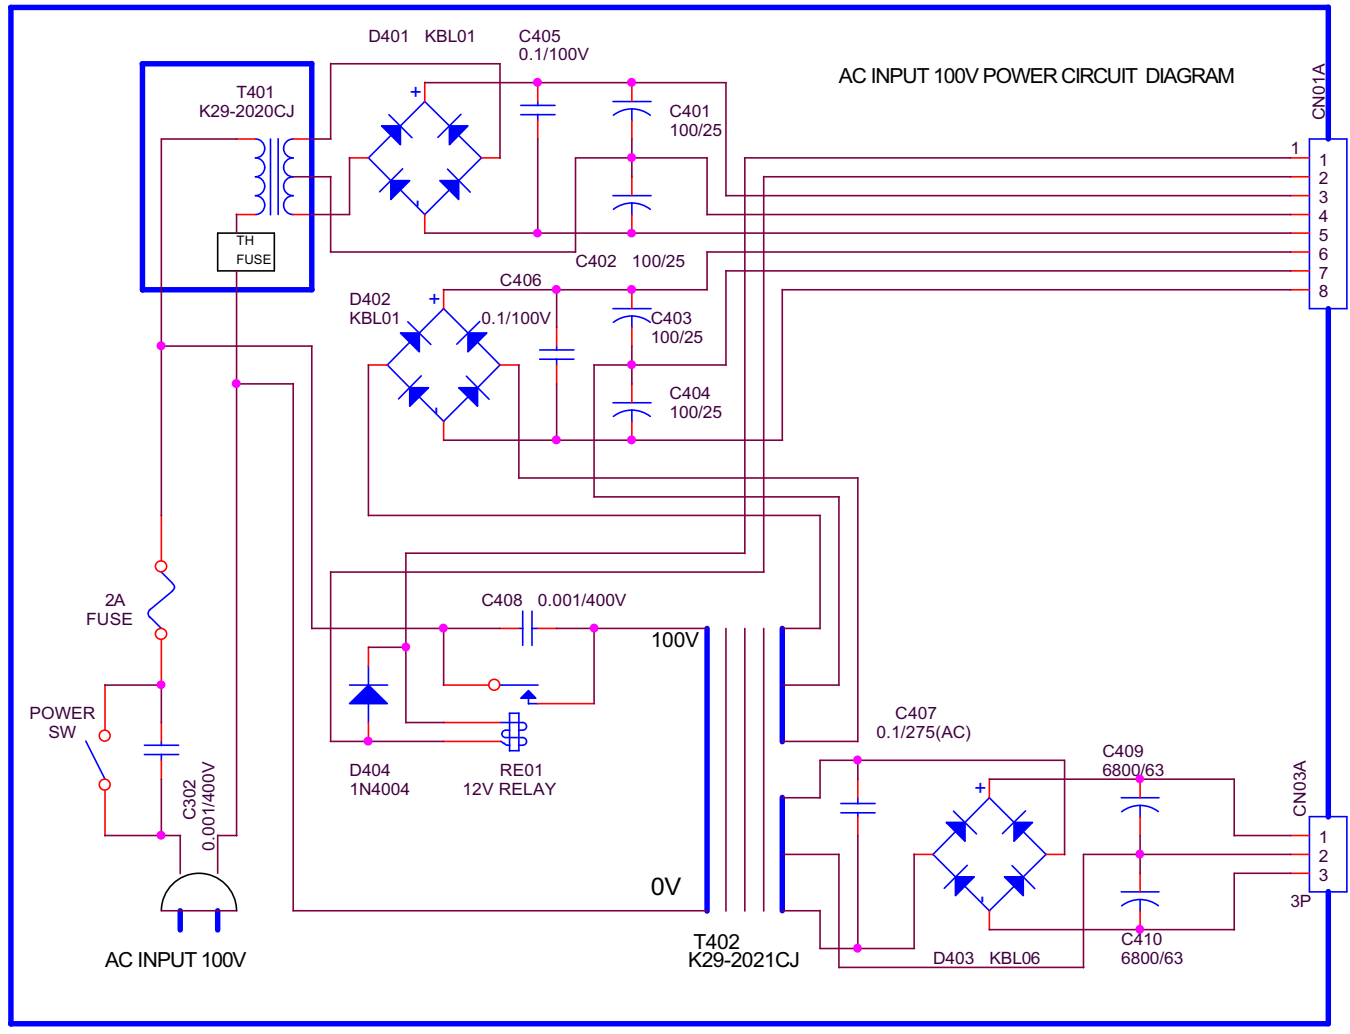 D401 KBL01
C405
0.1/100V
AC INPUT 100V POWER CIRCUIT DIAGRAM
CN01A
T401
K29-2020CJ
+
C401
100/25
-
1
1
2
3
4
5
6
7
8
TH
FUSE
C402 100/25
C406
0.1/100V
D402
KBL01
+
C403
100/25
C404
100/25
-
2A
FUSE
C408 0.001/400V
100V
POWER
SW
C302
0.001/400V
D404
1N4004
RE01
12V RELAY
C407
0.1/275(AC)
C409
6800/63
CN03A
+
-
1
2
3
3P
0V
T402
K29-2021CJ
D403 KBL06
C410
6800/63
AC INPUT 100V